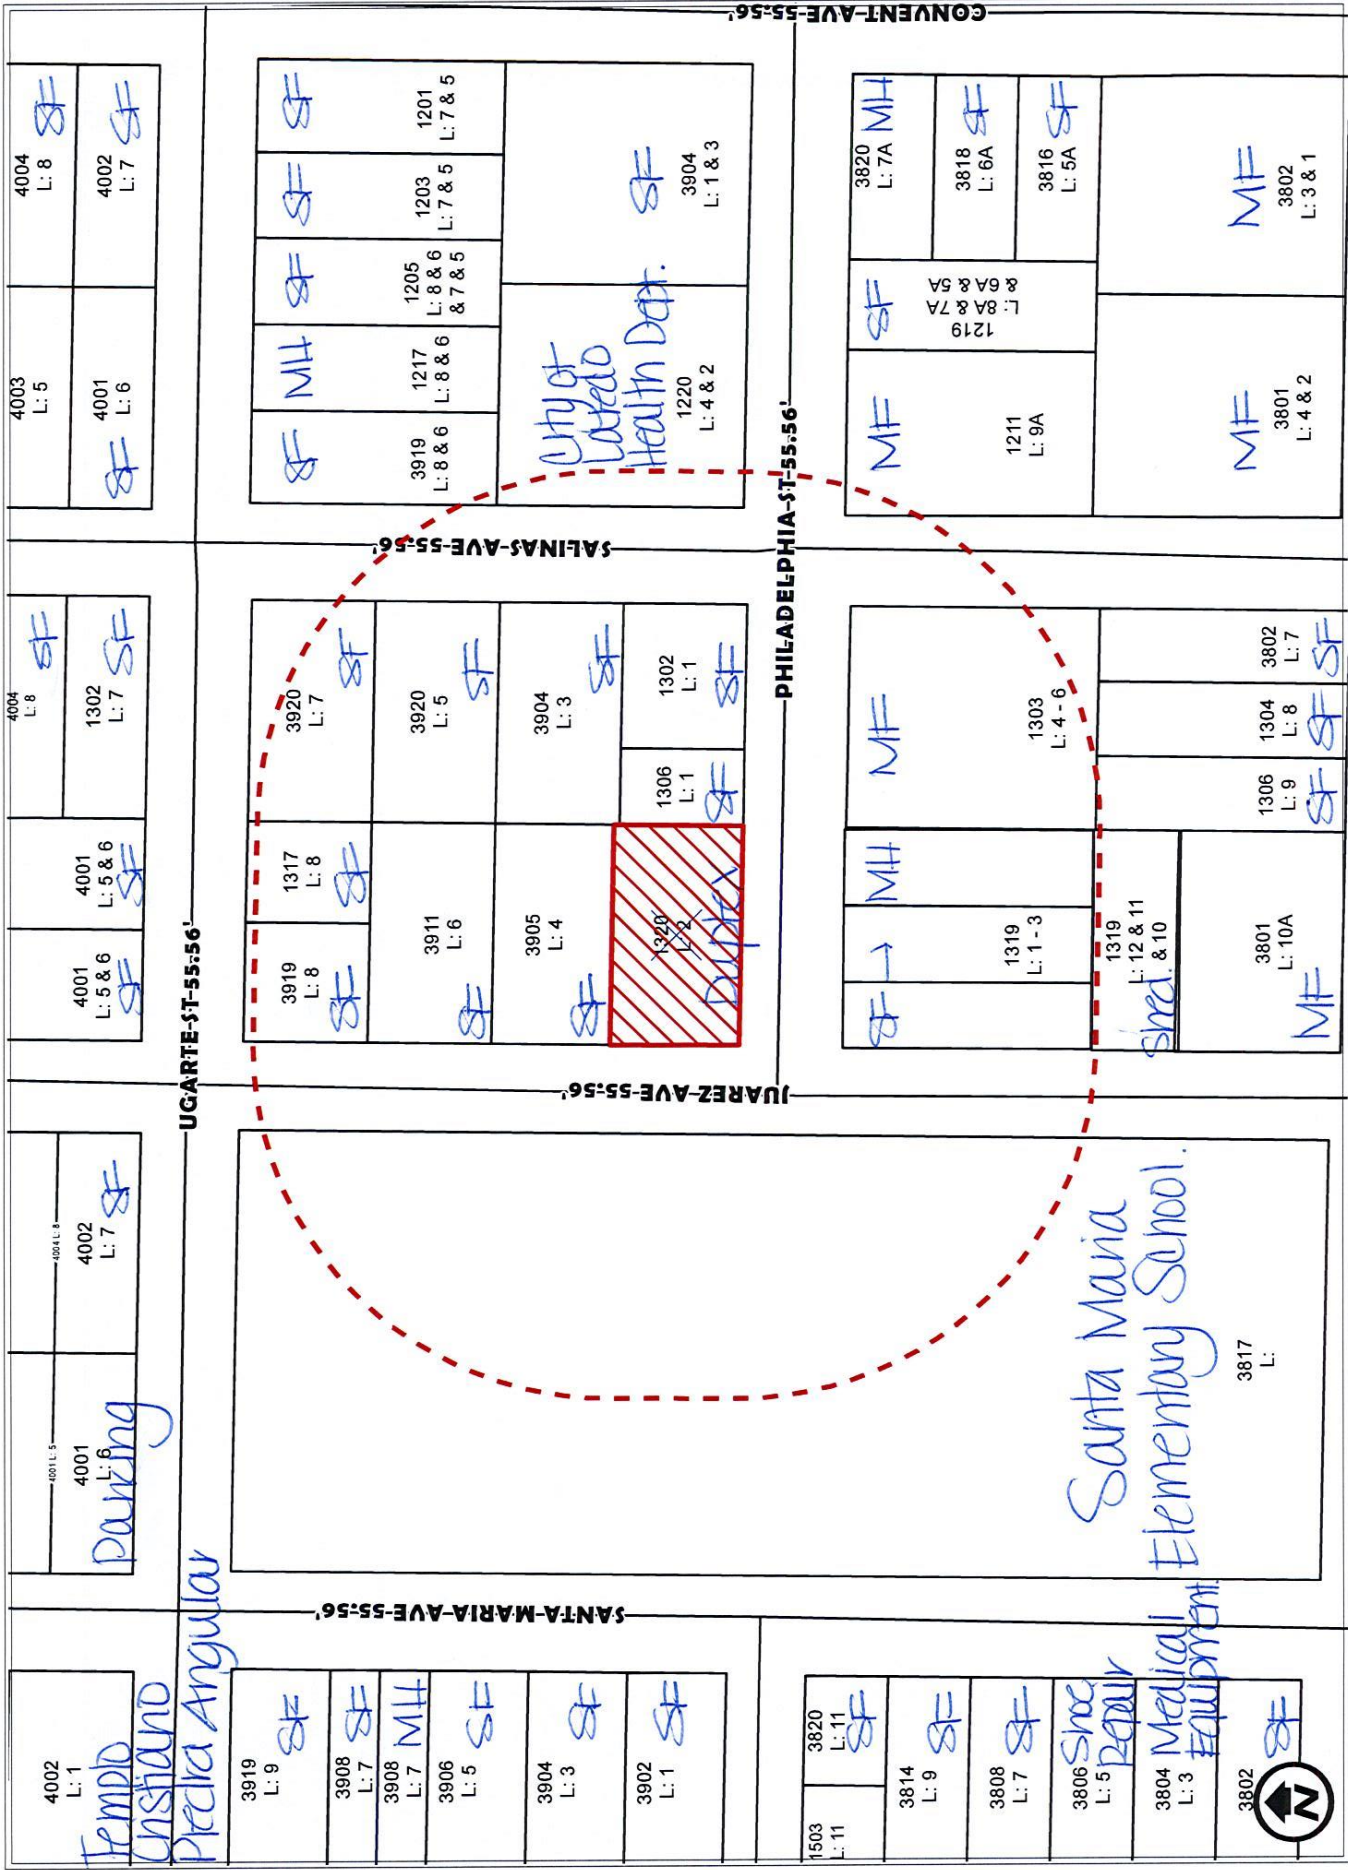 CONVENT AVE 55.56'
4004
L: 8
SF
4002
L: 7
SF
4003
L: 5
4001
L: 6
SF
SF
1201
L: 7 & 5
SF
1203
L: 7 & 5
SF
1205
L: 8 & 6
& 7 & 5
MH
1217
L: 8 & 6
SF
3919
L: 8 & 6
SF
3904
L: 1 & 3
City of
Laredo
Health Dept.
1220
L: 4 & 2
3820
L: 7A
MH
3818
L: 6A
SF
3816
L: 5A
SF
SF
1219
L: 8A & 7A
& 6A & 5A
MF
1211
L: 9A
MF
3802
L: 3 & 1
MF
3801
L: 4 & 2
SALINAS AVE 55.56'
PHILADELPHIA ST 55.56'
4004
L: 8
SF
1302
L: 7
SF
4001
L: 5 & 6
SF
4001
L: 5 & 6
SF
UGARTE ST 55.56'
3920
L: 7
SF
3920
L: 5
SF
3904
L: 3
SF
1302
L: 1
SF
1306
L: 1
SF
1317
L: 8
SF
3919
L: 8
SF
3911
L: 6
SF
3905
L: 4
SF
1320
L: 2
Duplex
MF
1303
L: 4 - 6
MH
SF →
1319
L: 1 - 3
1319
L: 12 & 11
& 10
Shed.
3802
L: 7
SF
1304
L: 8
SF
1306
L: 9
SF
3801
L: 10A
MF
JUAREZ AVE 55.56'
4004 L: 8
4002
L: 7
SF
4001 L: 5
4001
L: 6
Parking
Santa Maria
Elementary School.
3817
L:
SANTA MARIA AVE 55.56'
4002
L: 1
Templo
Cristiano
Piedra Angular
3919
L: 9
SF
3908
L: 7
SF
3908
L: 7
MH
3906
L: 5
SF
3904
L: 3
SF
3902
L: 1
SF
3820
L: 11
SF
1503
L: 11
3814
L: 9
SF
3808
L: 7
SF
3806
L: 5
Shoe
Repair
3804
L: 3
Medical
Equipment.
3802
SF
N